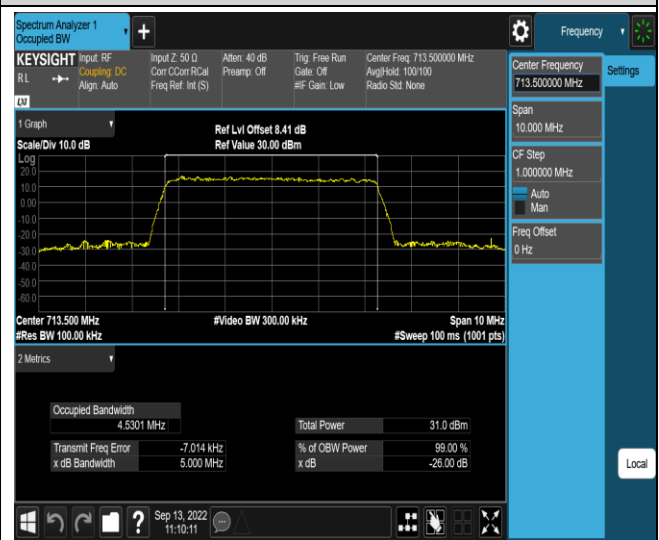 Spectrum Analyzer 1
Occupied BW
Frequency
KEYSIGHT
Input: RF
Coupling: DC
Align: Auto
Input Z: 50 Ω
Corr CCorr RCal
Freq Ref: Int (S)
Atten: 40 dB
Preamp: Off
Trig: Free Run
Gate: Off
#IF Gain: Low
Center Freq: 713.500000 MHz
Avg|Hold: 100/100
Radio Std: None
RL
LXI
1 Graph
Scale/Div 10.0 dB
Ref Lvl Offset 8.41 dB
Ref Value 30.00 dBm
Log
20.0
10.0
0.00
-10.0
-20.0
-30.0
-40.0
-50.0
-60.0
Center 713.500 MHz
#Res BW 100.00 kHz
#Video BW 300.00 kHz
Span 10 MHz
#Sweep 100 ms (1001 pts)
2 Metrics
Occupied Bandwidth
4.5301 MHz
Total Power 31.0 dBm
Transmit Freq Error -7.014 kHz
% of OBW Power 99.00 %
x dB Bandwidth 5.000 MHz
x dB -26.00 dB
Center Frequency
713.500000 MHz
Settings
Span
10.000 MHz
CF Step
1.000000 MHz
Auto
Man
Freq Offset
0 Hz
Local
?
Sep 13, 2022
11:10:11